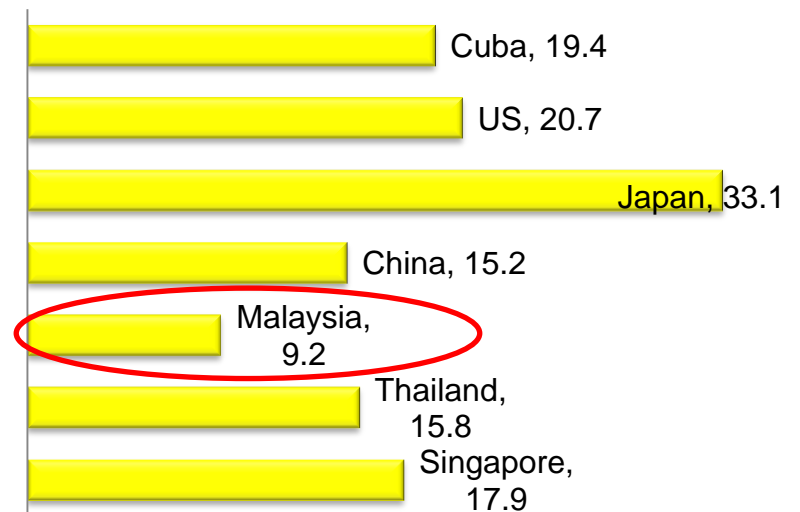 Cuba, 19.4
US, 20.7
Japan, 33.1
China, 15.2
Malaysia,
9.2
Thailand,
15.8
Singapore,
17.9